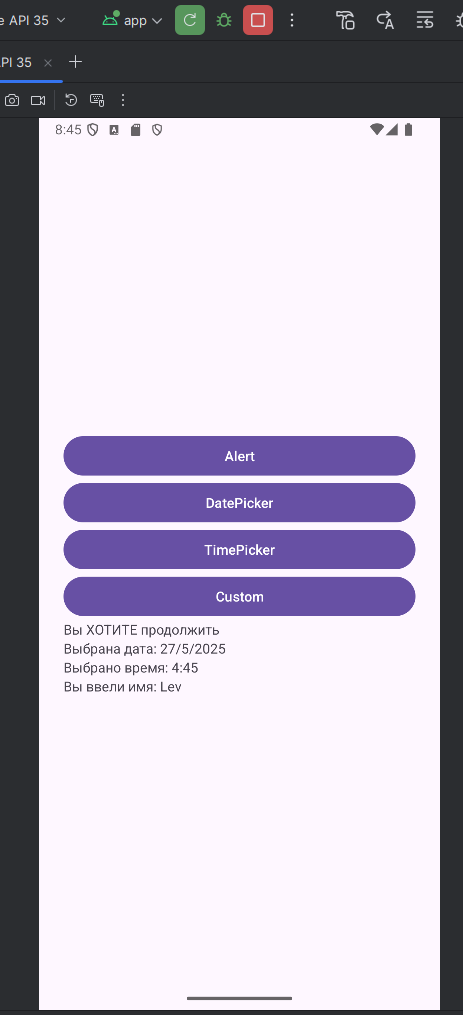 e API 35
app
API 35
8:45
A
Alert
DatePicker
TimePicker
Custom
Вы ХОТИТЕ продолжить
Выбрана дата: 27/5/2025
Выбрано время: 4:45
Вы ввели имя: Lev